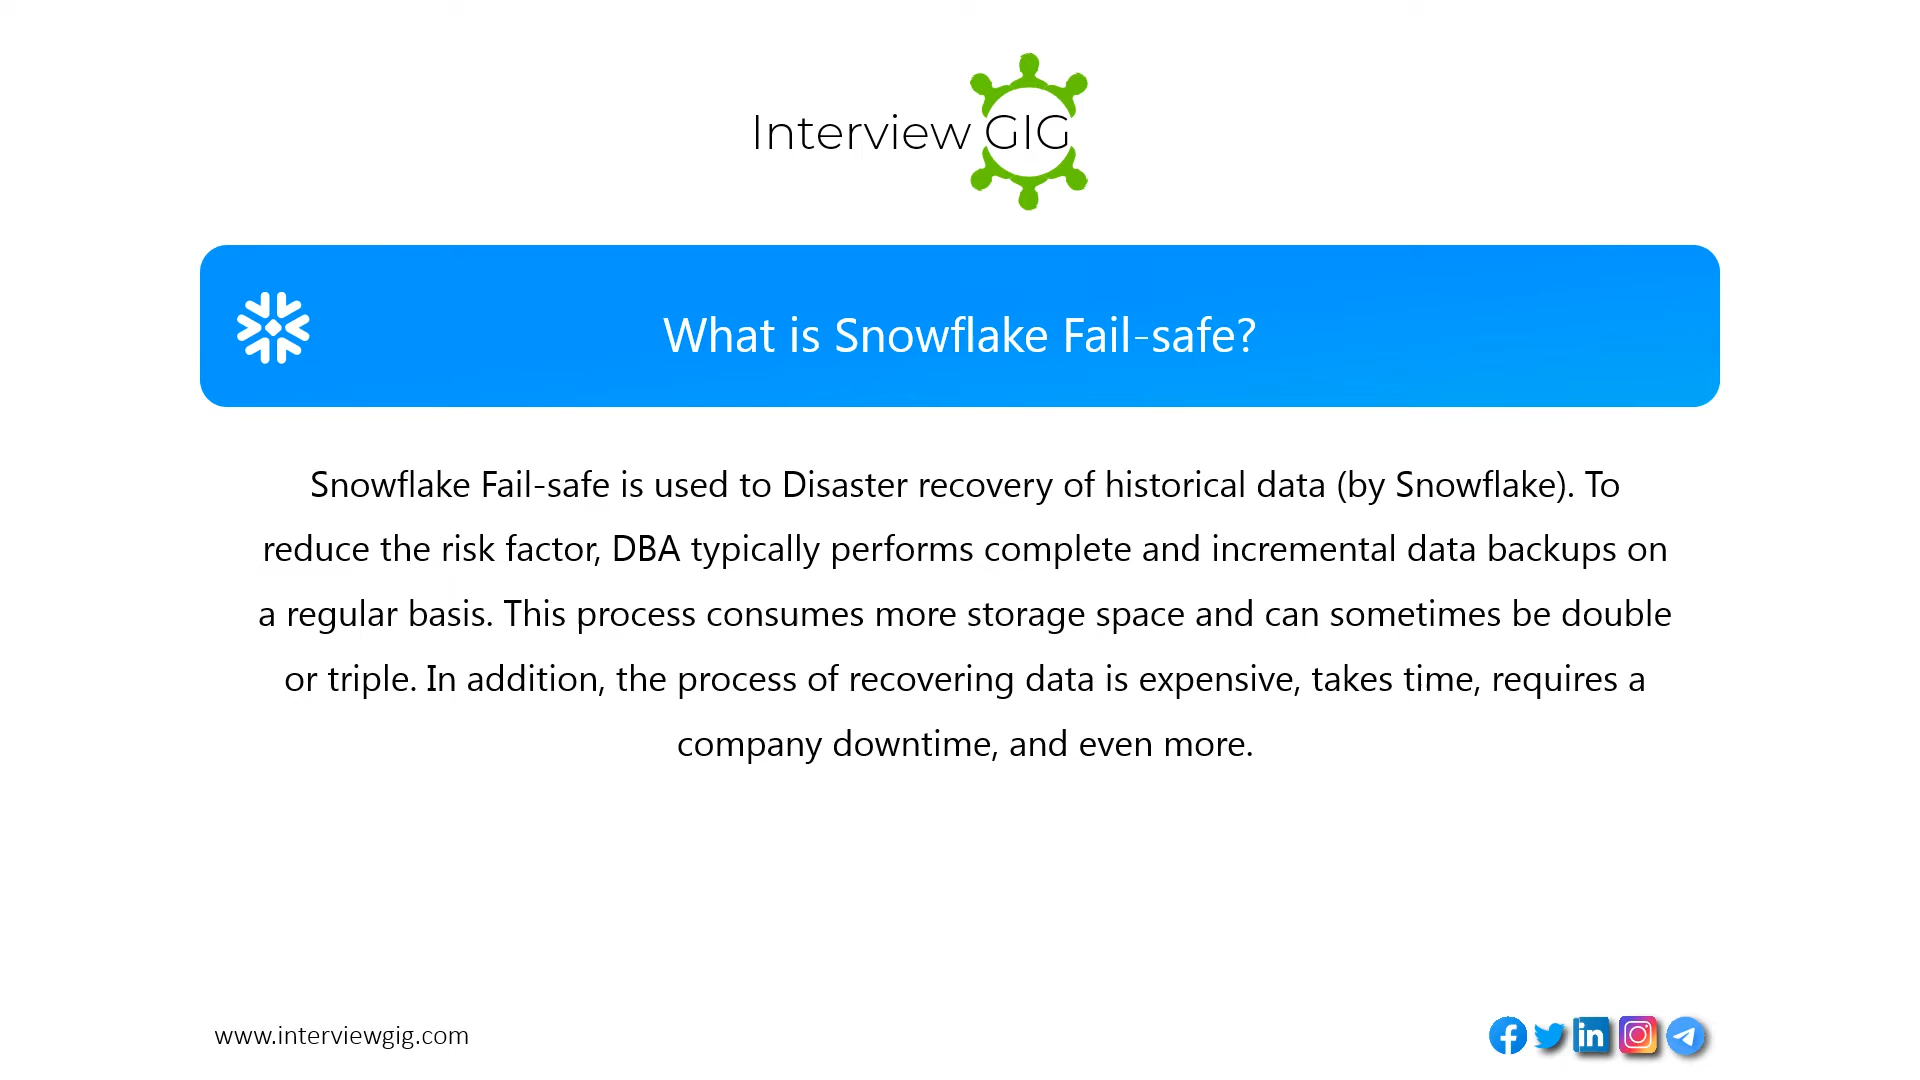 Interview GIG
What is Snowflake Fail-safe?
Snowflake Fail-safe is used to Disaster recovery of historical data (by Snowflake). To
reduce the risk factor, DBA typically performs complete and incremental data backups on
a regular basis. This process consumes more storage space and can sometimes be double
or triple. In addition, the process of recovering data is expensive, takes time, requires a
company downtime, and even more.
www.interviewgig.com